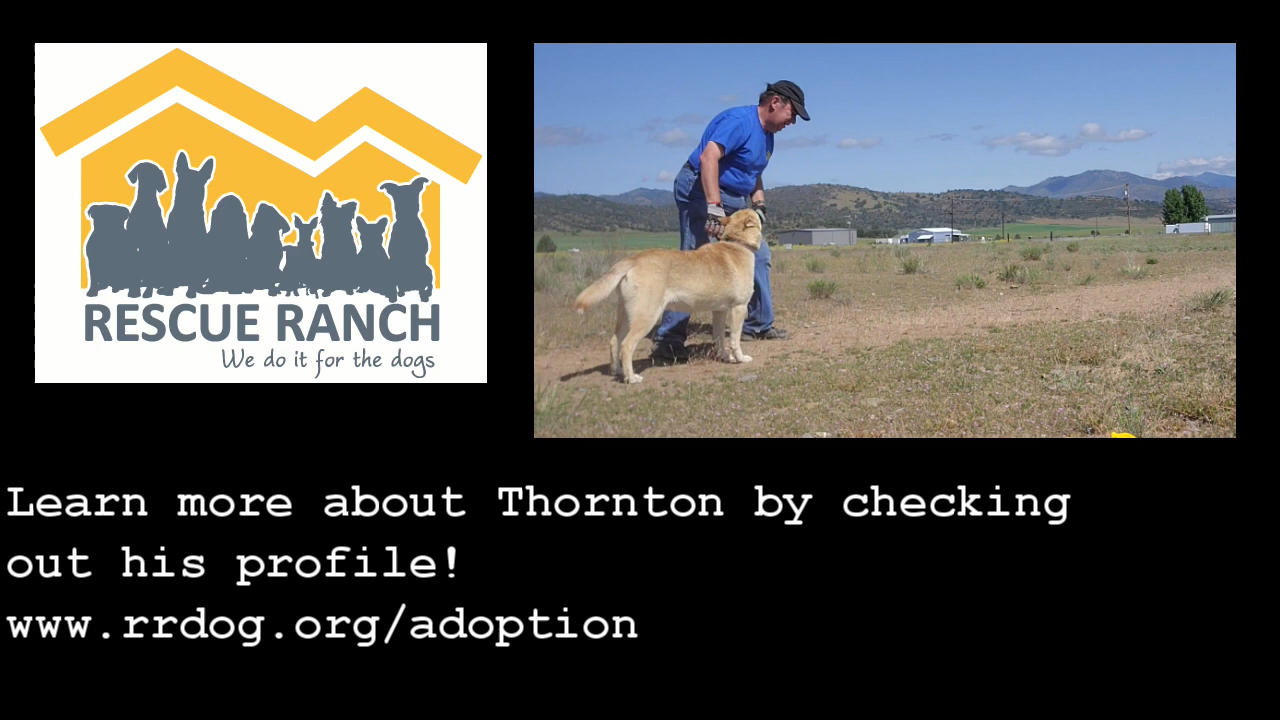 RESCUE RANCH
We do it for the dogs
Learn more about Thornton by checking
out his profile!
www.rrdog.org/adoption